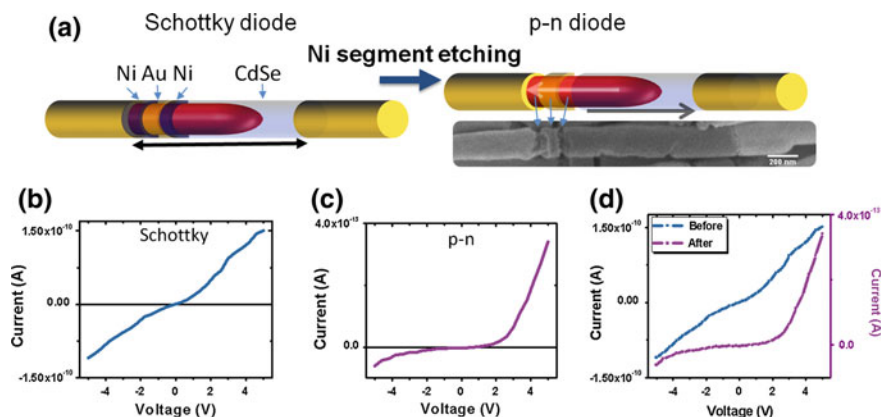 (a)
Schottky diode
p-n diode
Ni segment etching
Ni Au Ni CdSe
200 nm
(b)
Schottky
1.50x10⁻¹⁰
0.00
-1.50x10⁻¹⁰
Current (A)
-4 -2 0 2 4
Voltage (V)
(c)
p-n
4.0x10⁻¹³
0.0
Current (A)
-4 -2 0 2 4
Voltage (V)
(d)
Before
After
1.50x10⁻¹⁰
0.00
-1.50x10⁻¹⁰
Current (A)
4.0x10⁻¹³
0.0
Current (A)
-4 -2 0 2 4
Voltage (V)